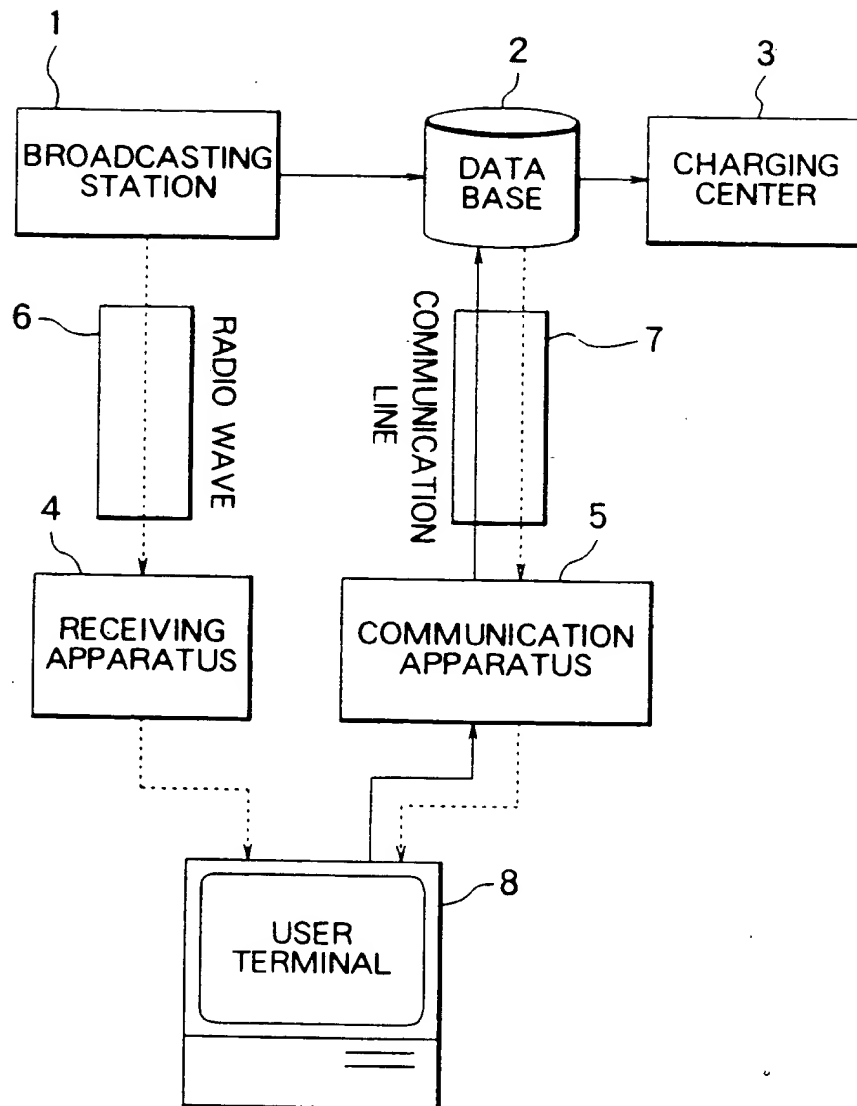 1
2
3
BROADCASTING
STATION
DATA
BASE
CHARGING
CENTER
6
RADIO WAVE
COMMUNICATION
LINE
7
4
5
RECEIVING
APPARATUS
COMMUNICATION
APPARATUS
8
USER
TERMINAL